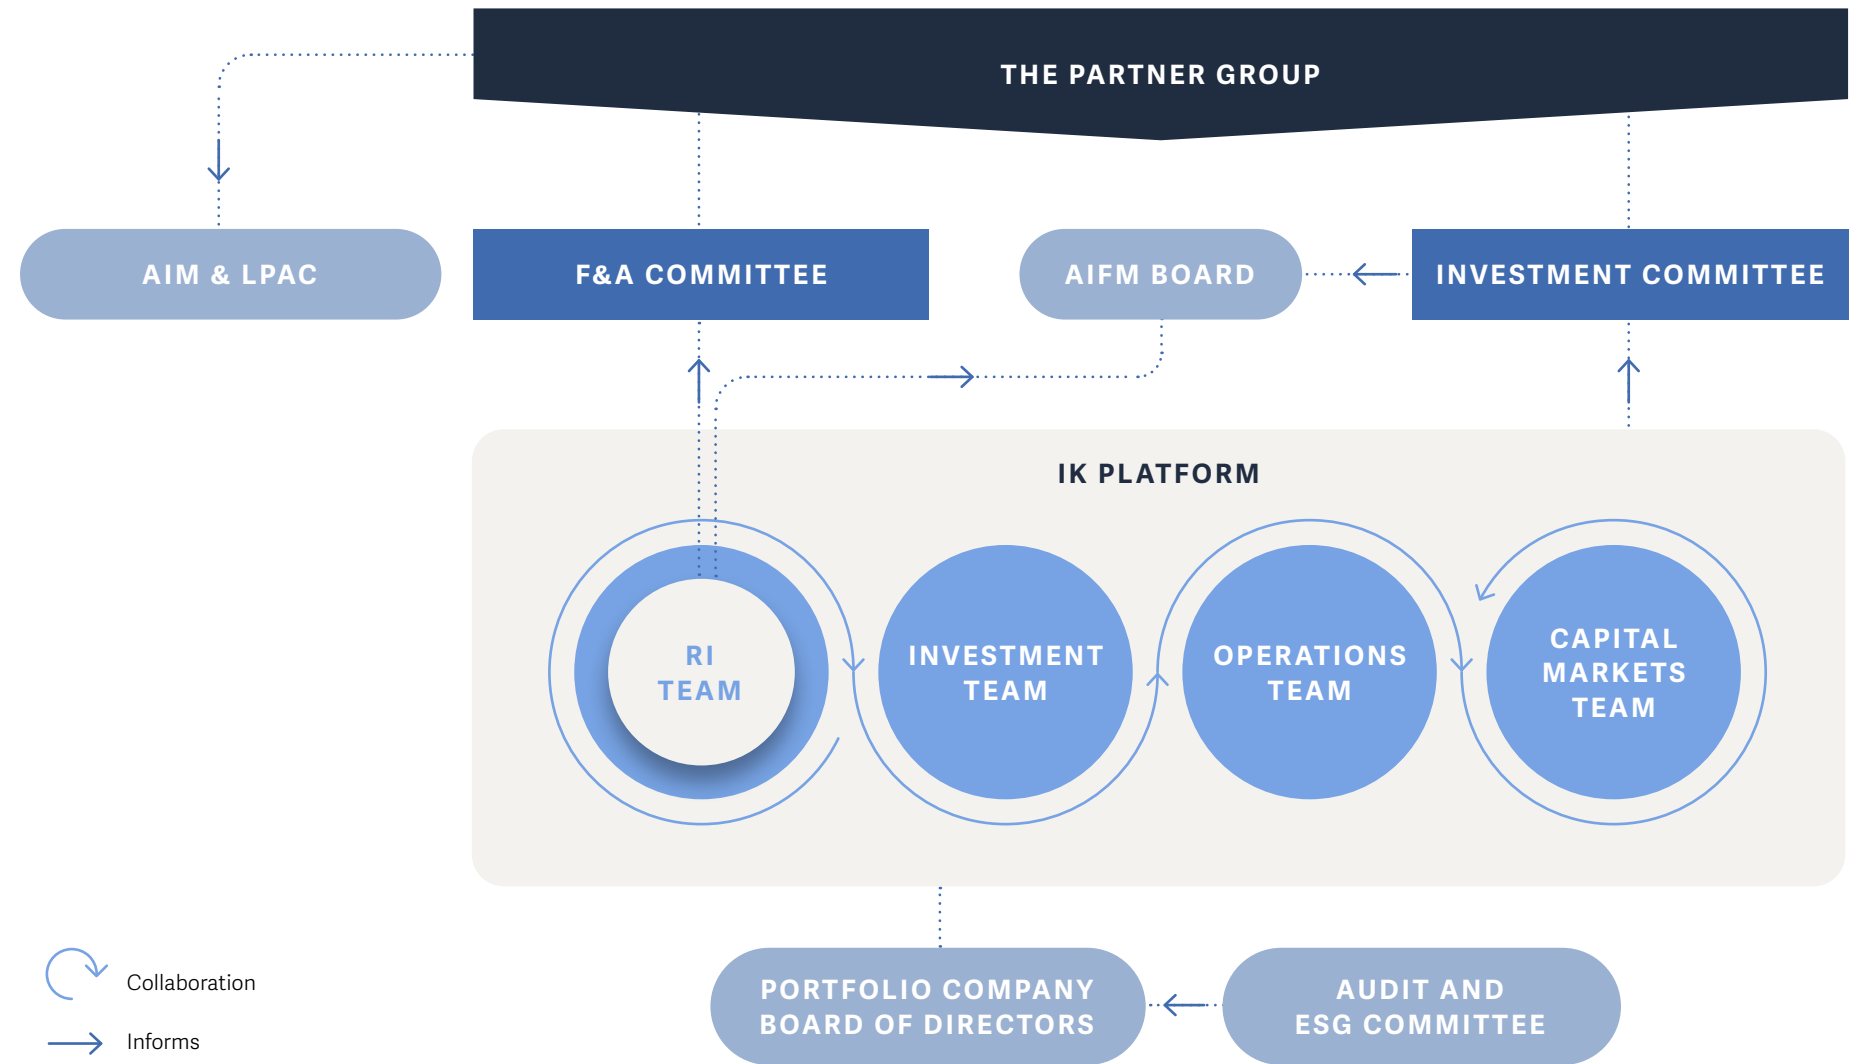 THE PARTNER GROUP
AIM & LPAC
F&A COMMITTEE
AIFM BOARD
INVESTMENT COMMITTEE
IK PLATFORM
RI
TEAM
INVESTMENT
TEAM
OPERATIONS
TEAM
CAPITAL
MARKETS
TEAM
PORTFOLIO COMPANY
BOARD OF DIRECTORS
AUDIT AND
ESG COMMITTEE
Collaboration
Informs